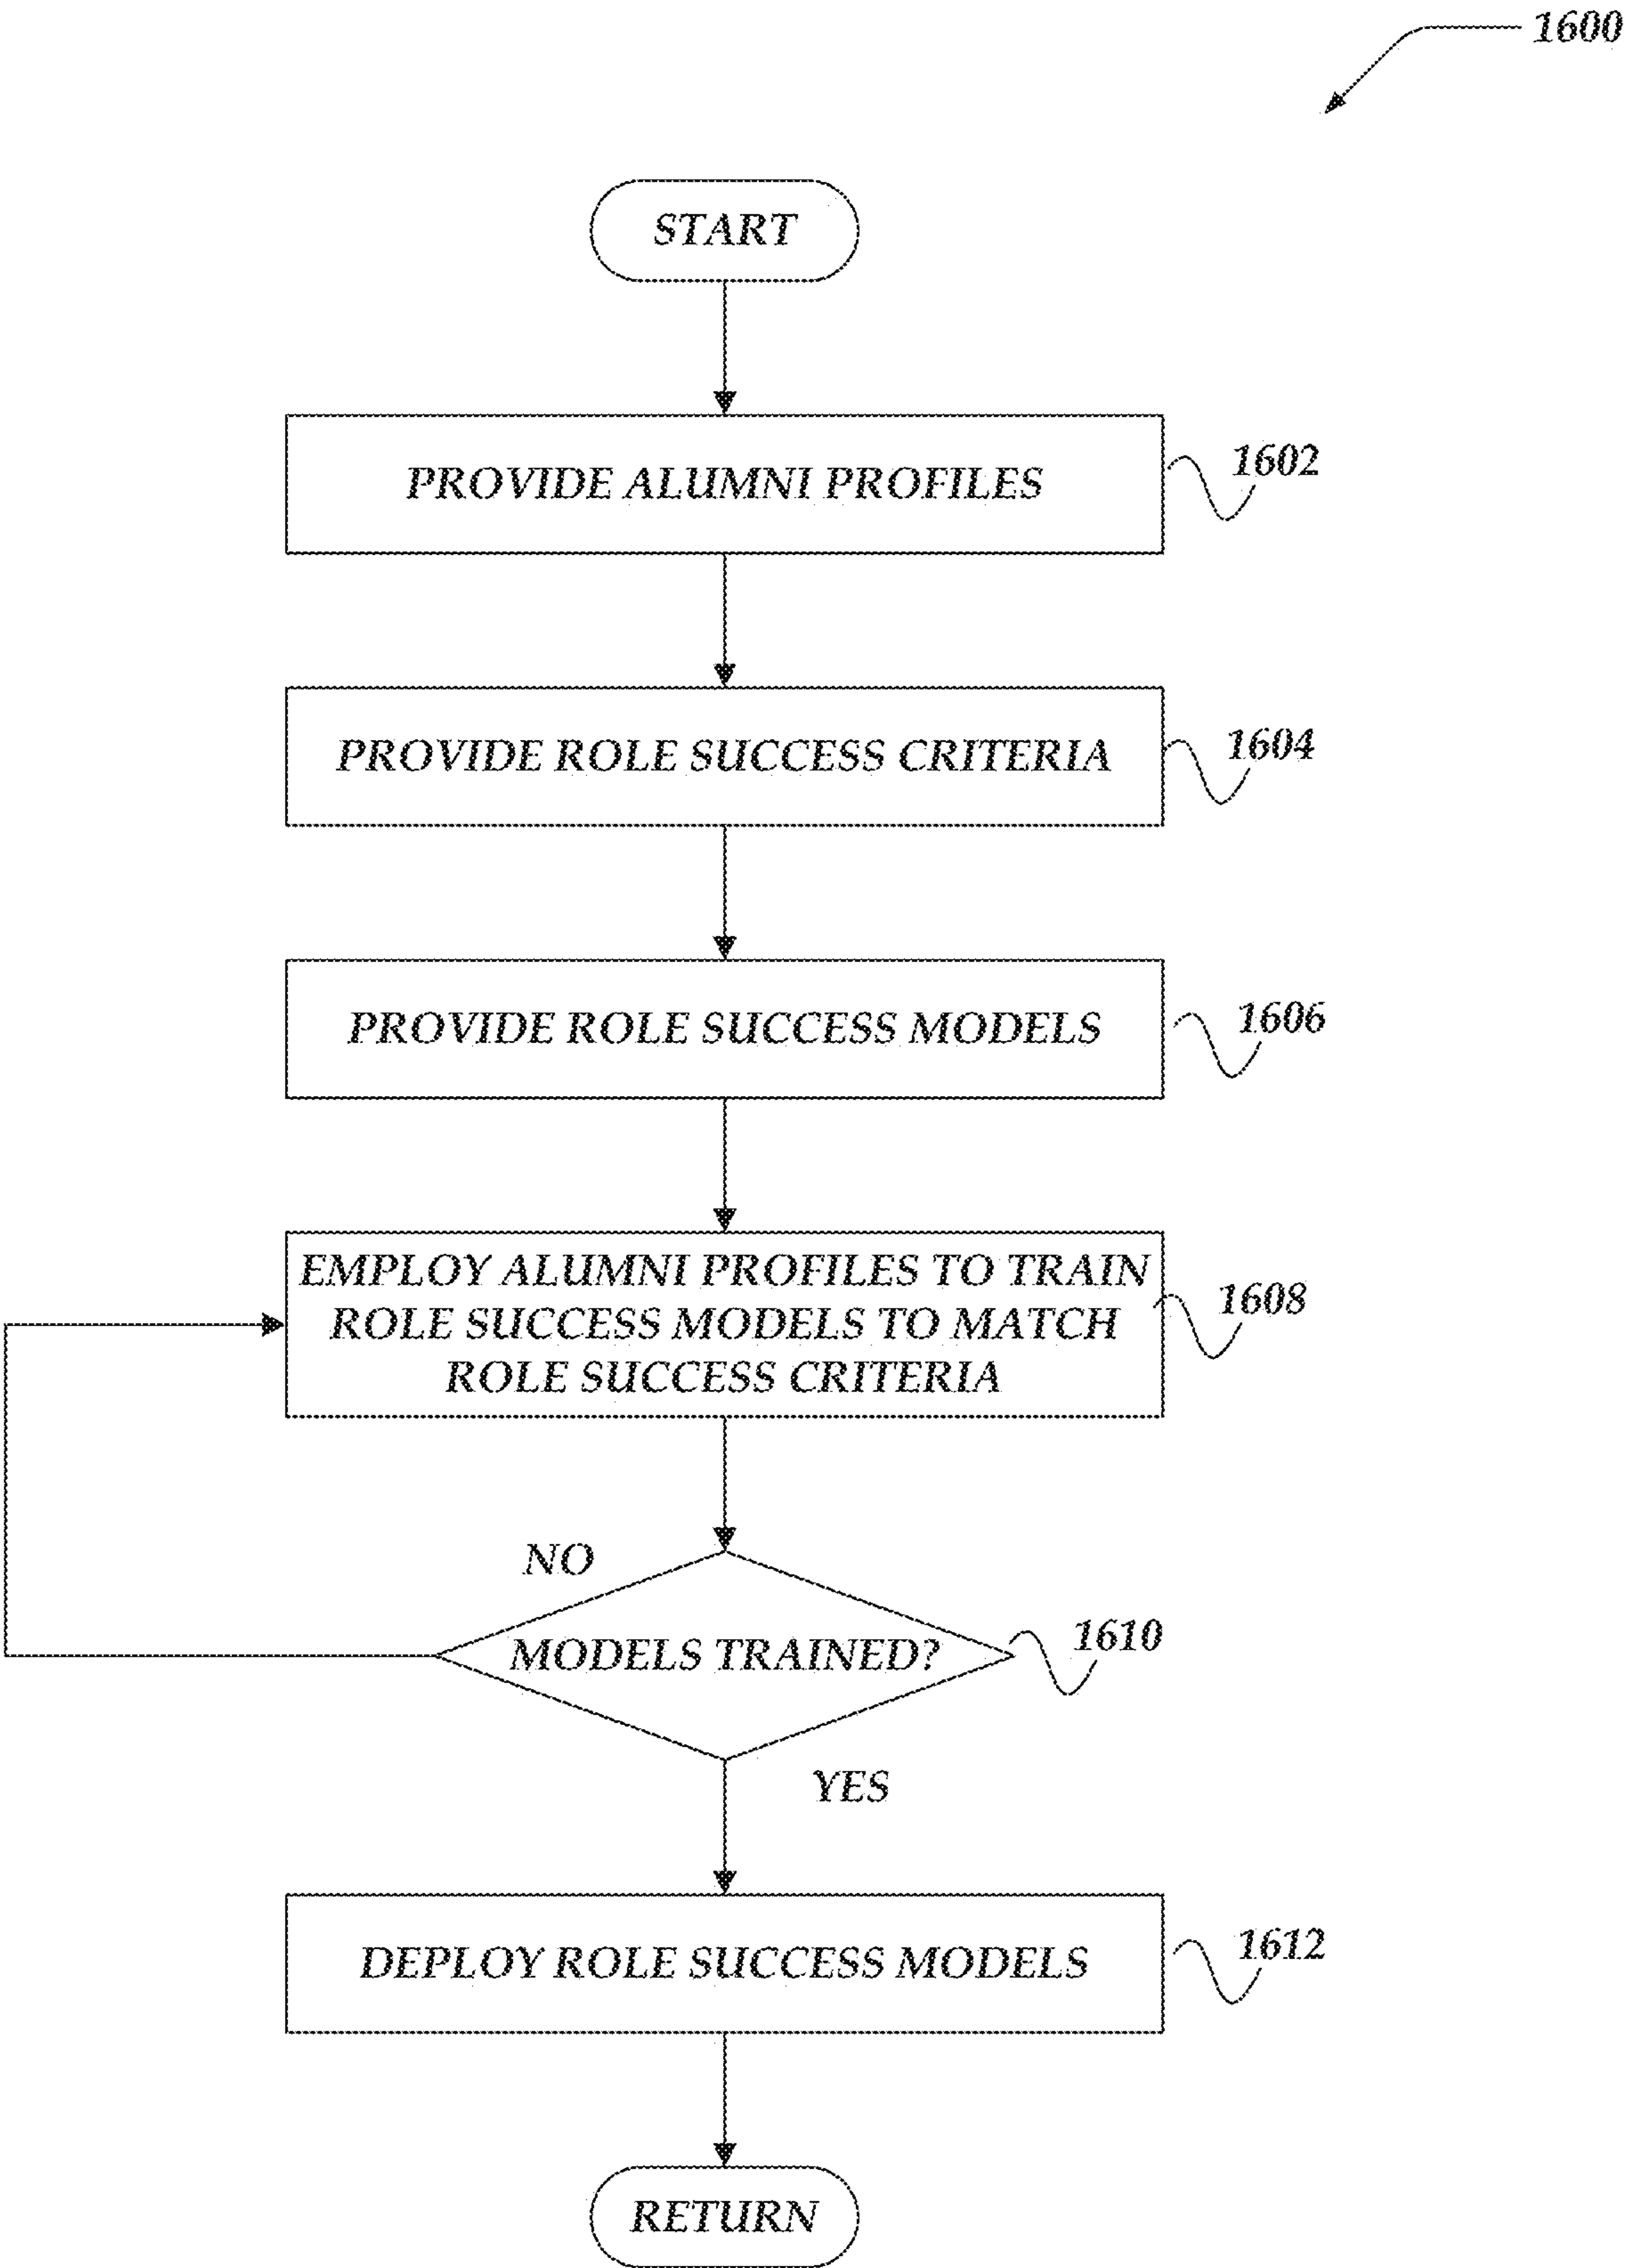 1600
START
PROVIDE ALUMNI PROFILES
1602
PROVIDE ROLE SUCCESS CRITERIA
1604
PROVIDE ROLE SUCCESS MODELS
1606
EMPLOY ALUMNI PROFILES TO TRAIN
ROLE SUCCESS MODELS TO MATCH
ROLE SUCCESS CRITERIA
1608
NO
MODELS TRAINED?
1610
YES
DEPLOY ROLE SUCCESS MODELS
1612
RETURN